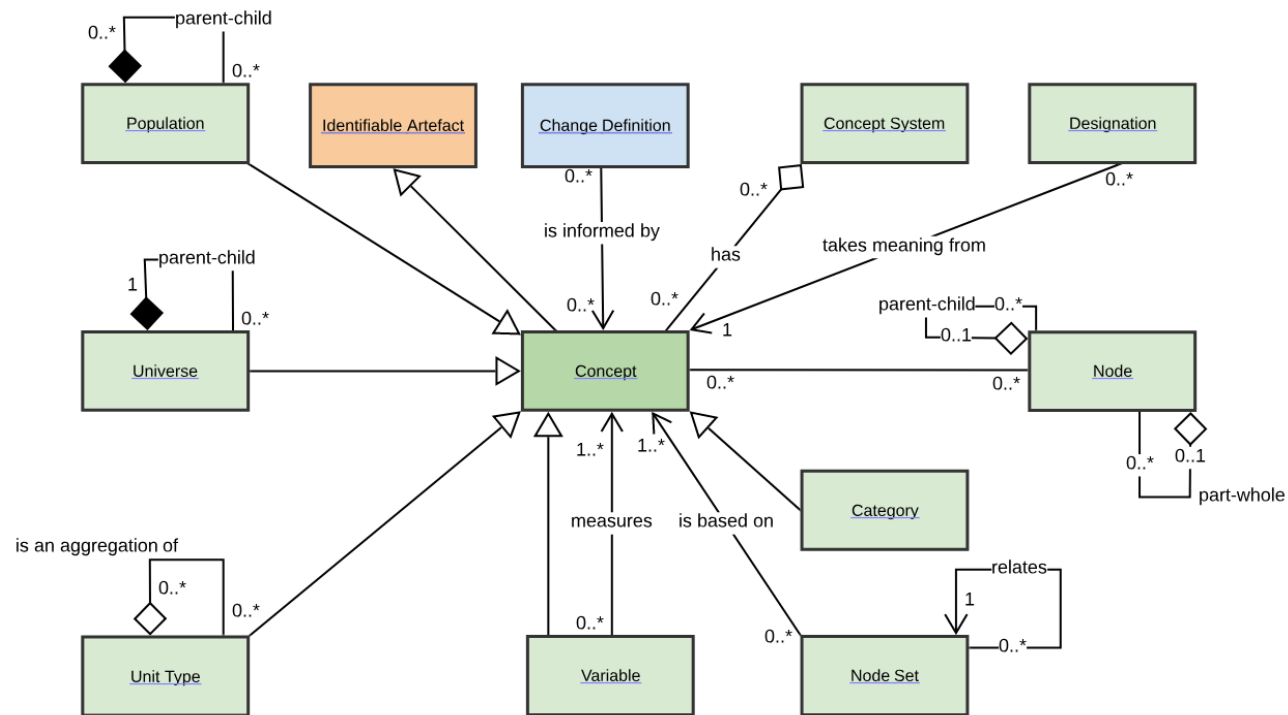 parent-child
0..*
0..*
Population
Identifiable Artefact
Change Definition
Concept System
Designation
0..*
0..*
0..*
is informed by
takes meaning from
has
parent-child
1
0..*
0..*
0..*
1
parent-child
0..*
0..1
Universe
Concept
Node
0..*
0..*
1..*
1..*
0..*
0..1
part-whole
Category
measures
is based on
is an aggregation of
0..*
0..*
relates
1
0..*
0..*
0..*
Unit Type
Variable
Node Set